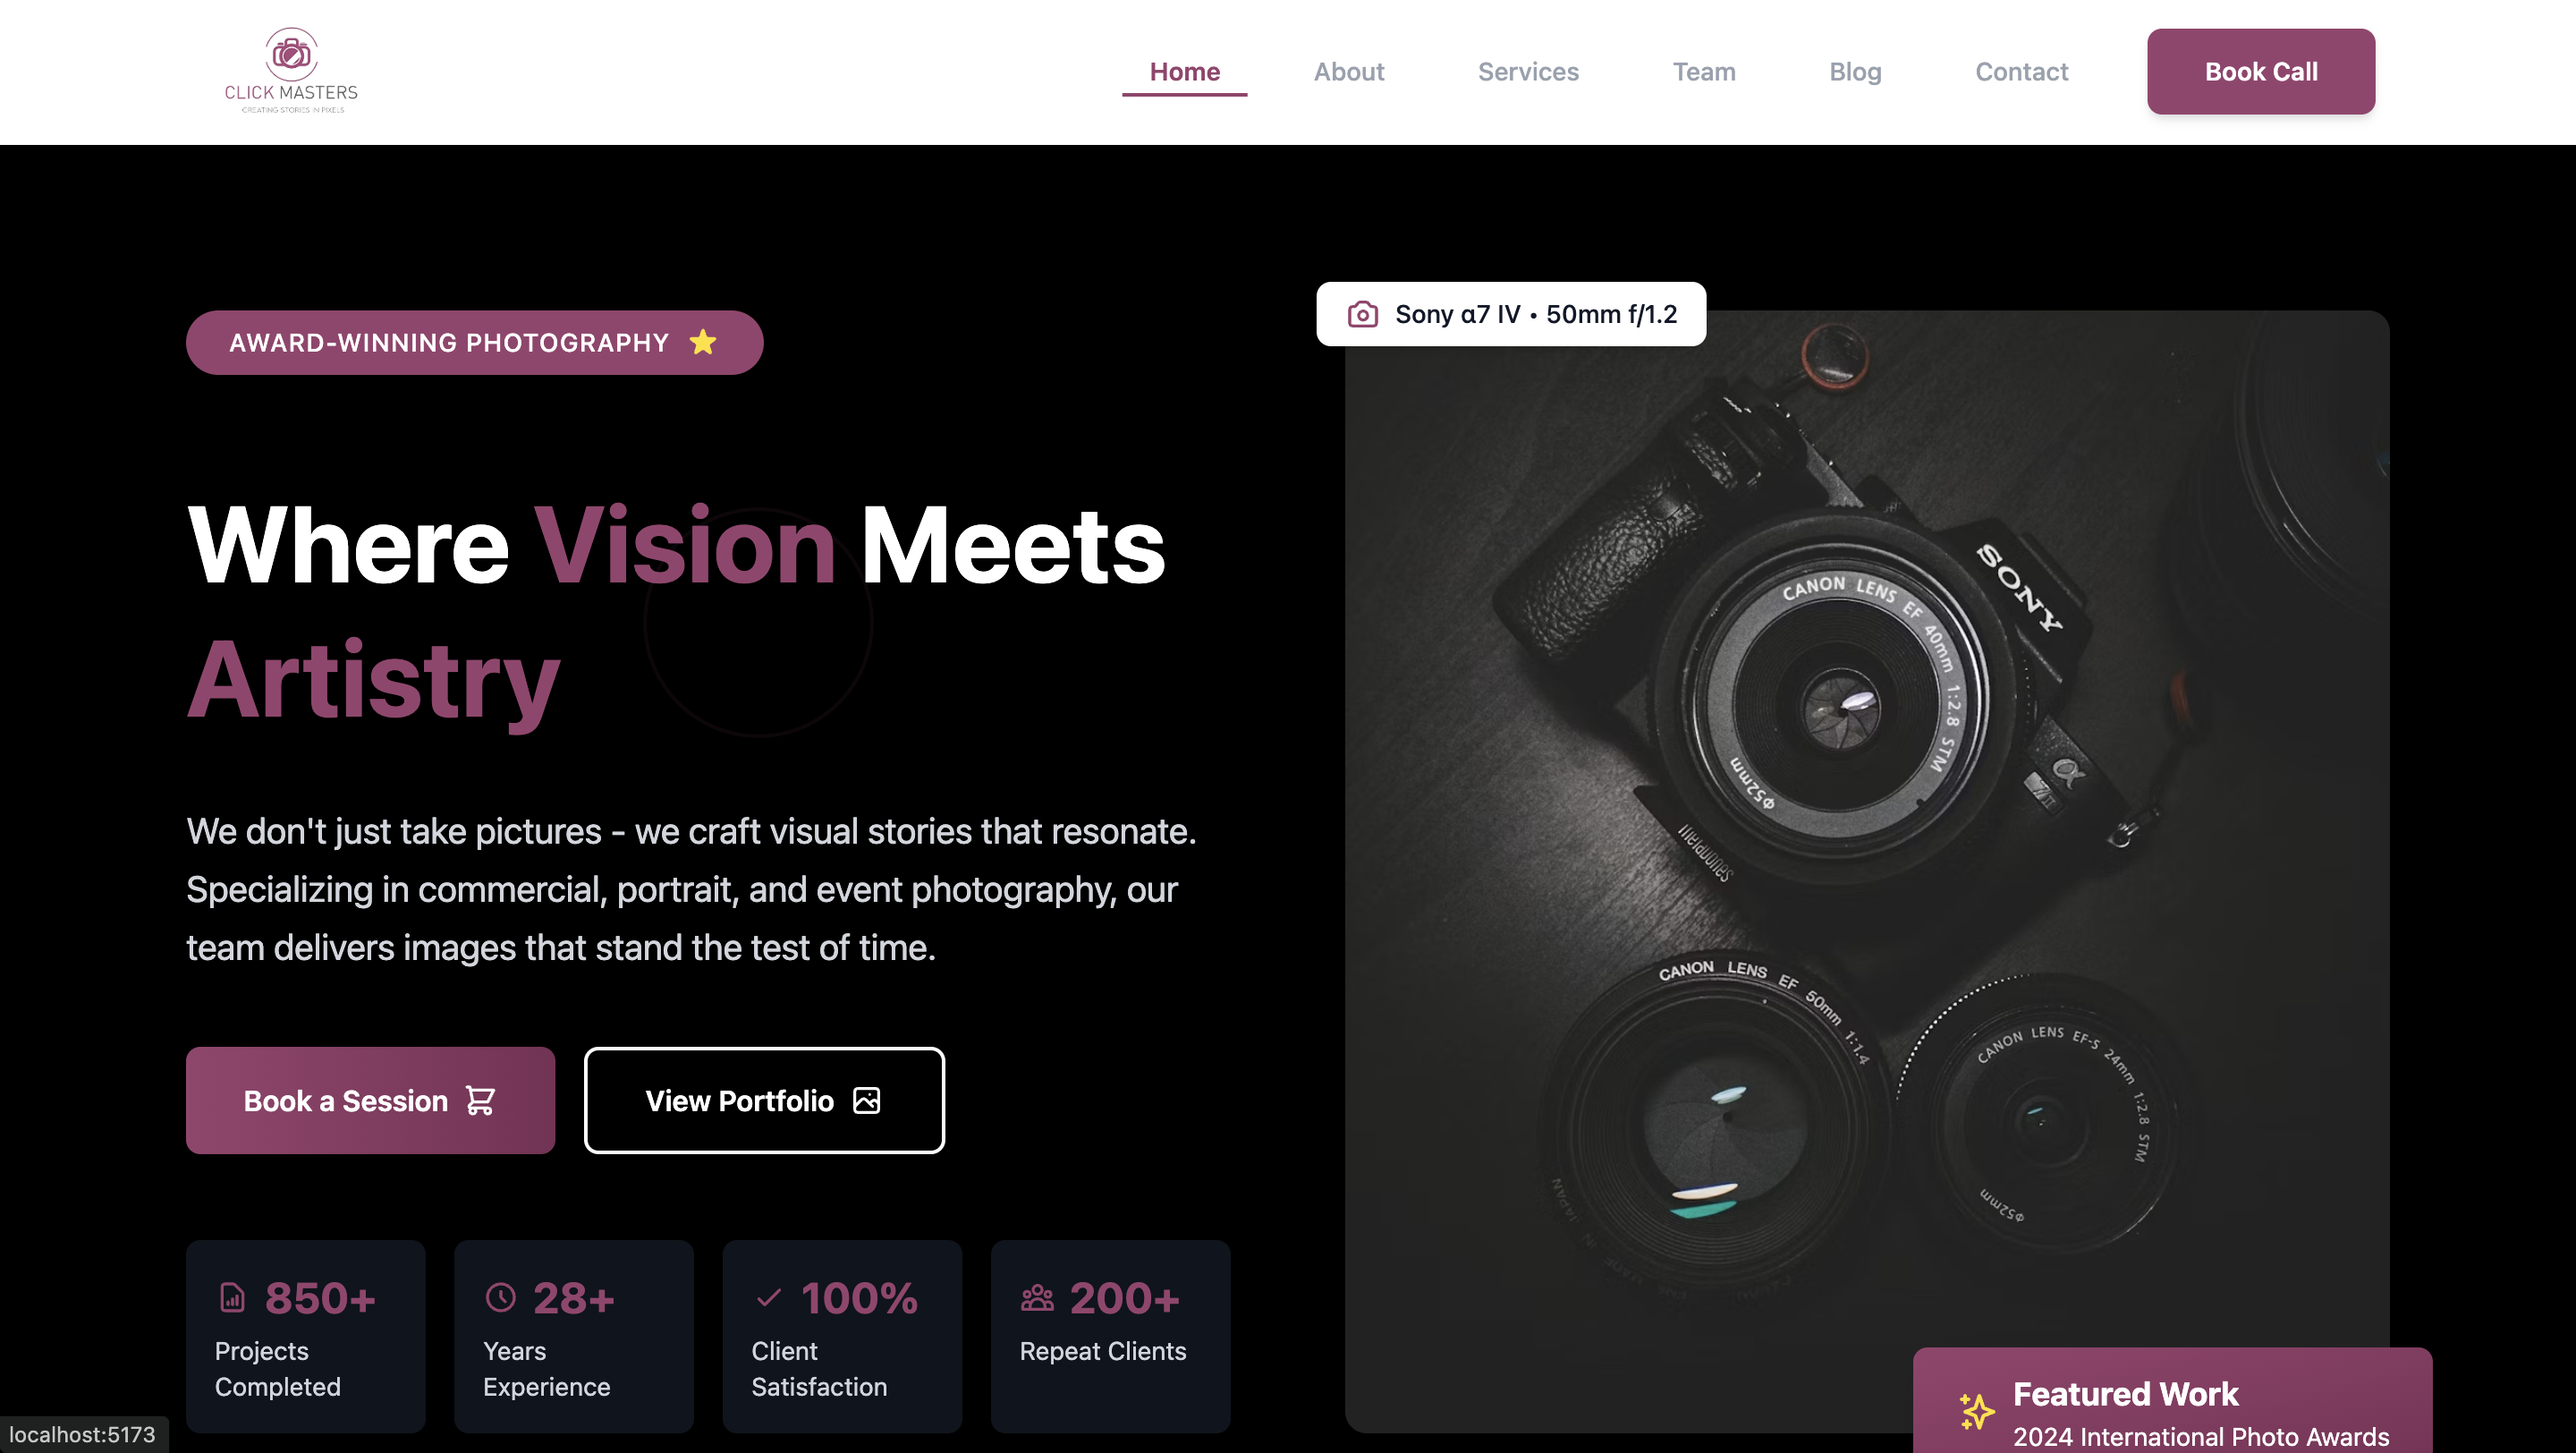 CLICK MASTERS
CREATING STORIES IN PIXELS
Home
About
Services
Team
Blog
Contact
Book Call
AWARD-WINNING PHOTOGRAPHY
Where Vision Meets
Artistry
We don't just take pictures - we craft visual stories that resonate.
Specializing in commercial, portrait, and event photography, our
team delivers images that stand the test of time.
Book a Session
View Portfolio
850+
Projects
Completed
28+
Years
Experience
100%
Client
Satisfaction
200+
Repeat Clients
Sony α7 IV • 50mm f/1.2
SONY
CANON LENS EF 40mm 1:2.8 STM
Φ52mm
α
7II
CANON LENS EF 50mm 1:1.4
CANON LENS EF-S 24mm 1:2.8 STM
Φ52mm
Featured Work
2024 International Photo Awards
localhost:5173